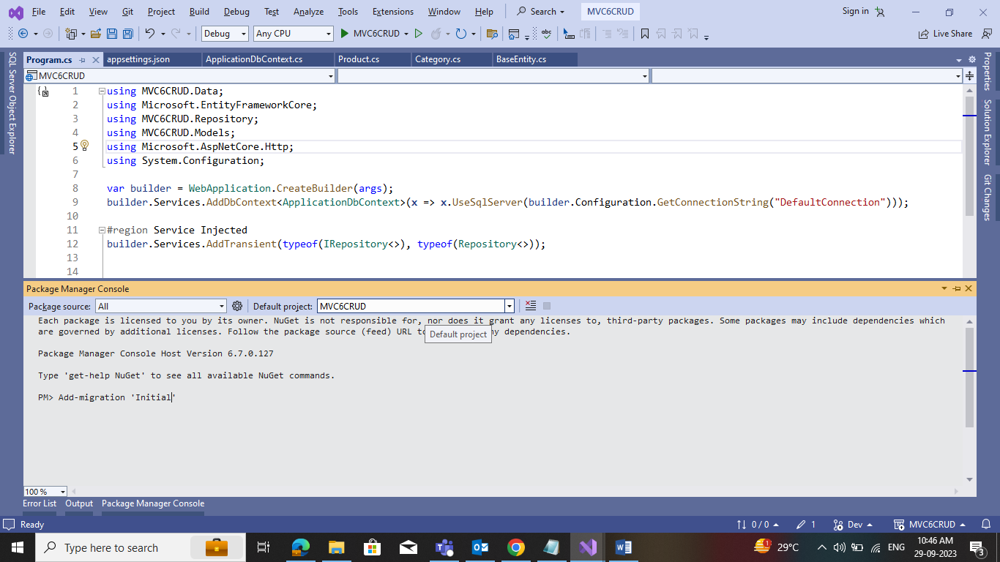 File Edit View Git Project Build Debug Test Analyze Tools Extensions Window Help Search MVC6CRUD Sign in
Debug Any CPU MVC6CRUD abc Live Share
SQL Server Object Explorer
Program.cs appsettings.json ApplicationDbContext.cs Product.cs Category.cs BaseEntity.cs
MVC6CRUD
1 using MVC6CRUD.Data;
2 using Microsoft.EntityFrameworkCore;
3 using MVC6CRUD.Repository;
4 using MVC6CRUD.Models;
5 using Microsoft.AspNetCore.Http;
6 using System.Configuration;
7
8 var builder = WebApplication.CreateBuilder(args);
9 builder.Services.AddDbContext<ApplicationDbContext>(x => x.UseSqlServer(builder.Configuration.GetConnectionString("DefaultConnection")));
10
11 #region Service Injected
12 builder.Services.AddTransient(typeof(IRepository<>), typeof(Repository<>));
13
14
Properties
Solution Explorer
Git Changes
Package Manager Console
Package source: All Default project: MVC6CRUD
Each package is licensed to you by its owner. NuGet is not responsible for, nor does it grant any licenses to, third-party packages. Some packages may include dependencies which
are governed by additional licenses. Follow the package source (feed) URL to dependencies.
Default project
Package Manager Console Host Version 6.7.0.127
Type 'get-help NuGet' to see all available NuGet commands.
PM> Add-migration 'Initial'
100 %
Error List Output Package Manager Console
Ready 0 / 0 1 Dev MVC6CRUD
Type here to search 1 29°C ENG 10:46 AM
29-09-2023 3